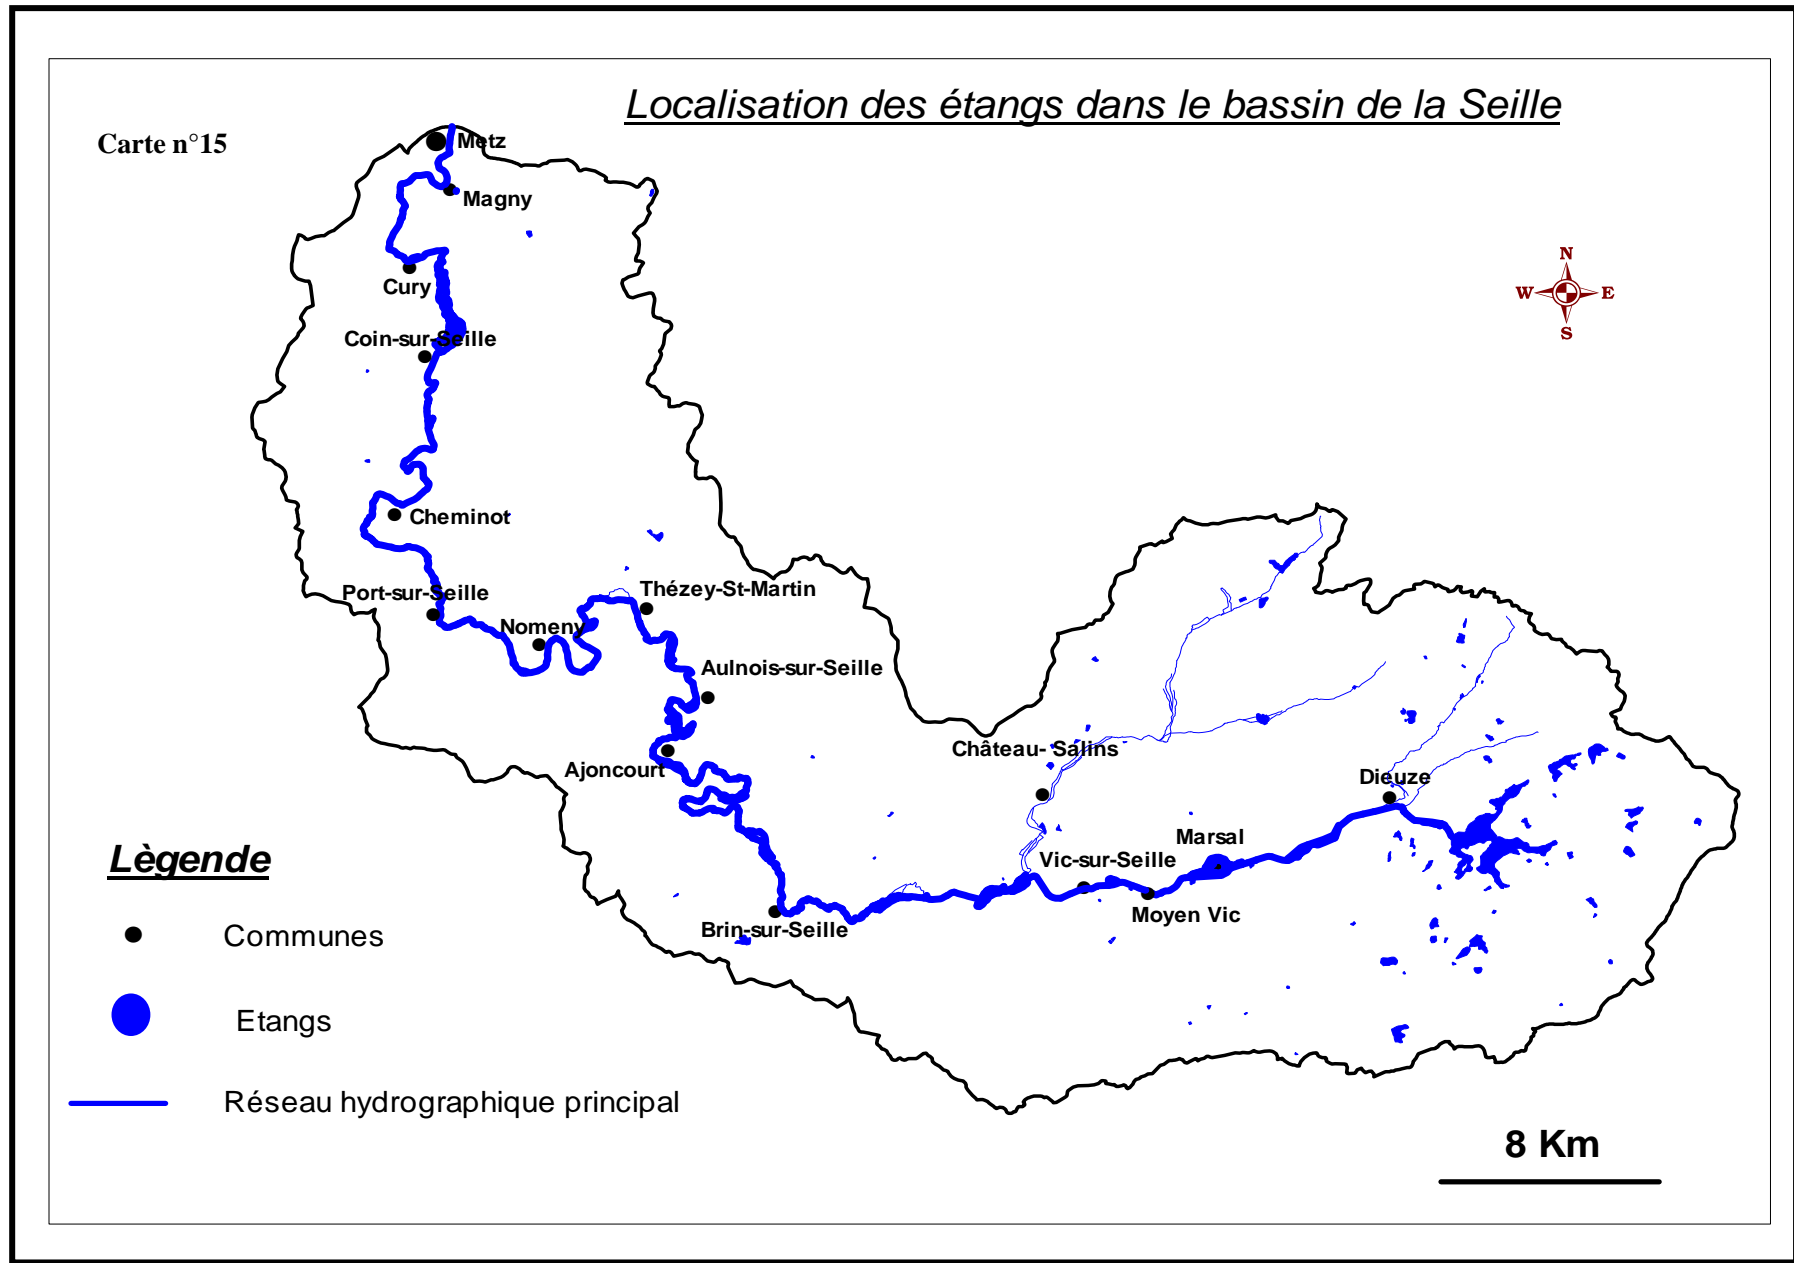 Localisation des étangs dans le bassin de la Seille
Carte n°15
Metz
Magny
N
W E
S
Cury
Coin-sur-Seille
Cheminot
Port-sur-Seille
Thézey-St-Martin
Nomeny
Aulnois-sur-Seille
Château- Salins
Ajoncourt
Dieuze
Marsal
Vic-sur-Seille
Moyen Vic
Brin-sur-Seille
Lègende
Communes
Etangs
Réseau hydrographique principal
8 Km